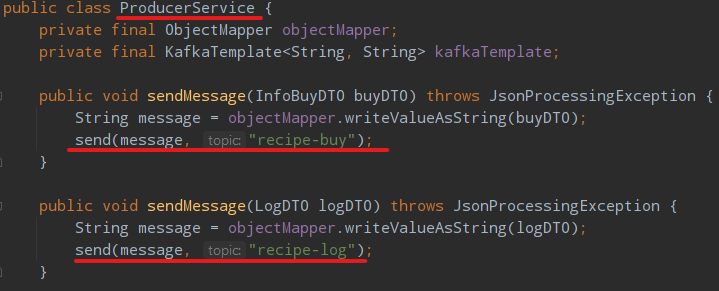 public class ProducerService {
private final ObjectMapper objectMapper;
private final KafkaTemplate<String, String> kafkaTemplate;
public void sendMessage(InfoBuyDTO buyDTO) throws JsonProcessingException {
String message = objectMapper.writeValueAsString(buyDTO);
send(message, topic: "recipe-buy");
}
public void sendMessage(LogDTO logDTO) throws JsonProcessingException {
String message = objectMapper.writeValueAsString(logDTO);
send(message, topic: "recipe-log");
}